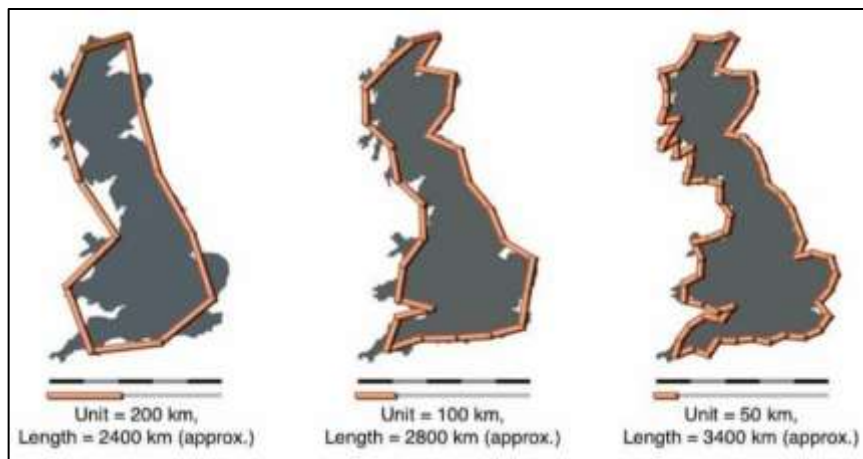 Unit = 200 km,
Length = 2400 km (approx.)
Unit = 100 km,
Length = 2800 km (approx.)
Unit = 50 km,
Length = 3400 km (approx.)